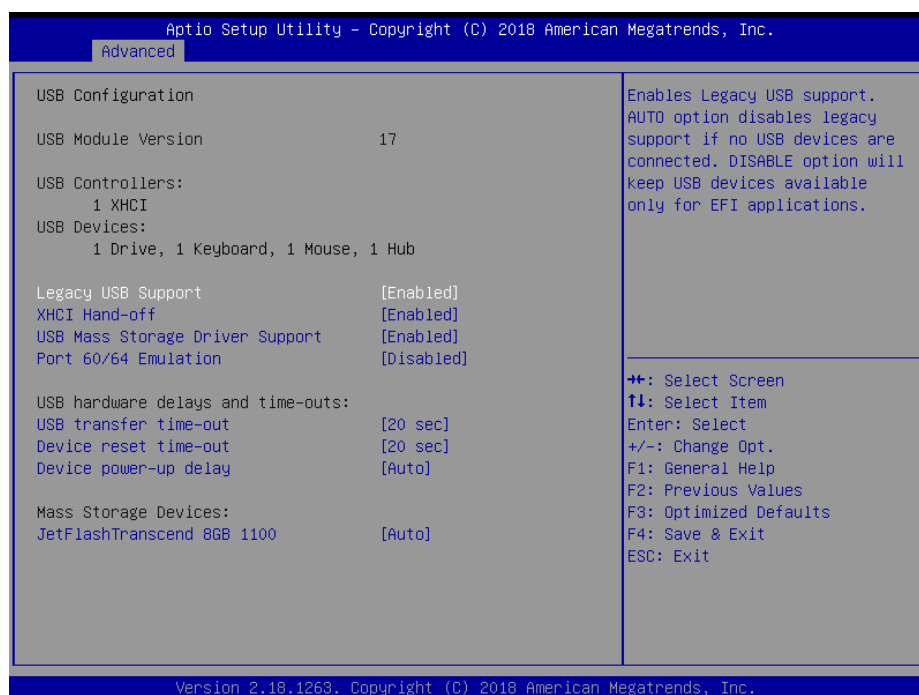 Aptio Setup Utility – Copyright (C) 2018 American Megatrends, Inc.
Advanced
USB Configuration
USB Module Version 17
USB Controllers:
1 XHCI
USB Devices:
1 Drive, 1 Keyboard, 1 Mouse, 1 Hub
Legacy USB Support [Enabled]
XHCI Hand-off [Enabled]
USB Mass Storage Driver Support [Enabled]
Port 60/64 Emulation [Disabled]
USB hardware delays and time-outs:
USB transfer time-out [20 sec]
Device reset time-out [20 sec]
Device power-up delay [Auto]
Mass Storage Devices:
JetFlashTranscend 8GB 1100 [Auto]
Enables Legacy USB support.
AUTO option disables legacy
support if no USB devices are
connected. DISABLE option will
keep USB devices available
only for EFI applications.
→←: Select Screen
↑↓: Select Item
Enter: Select
+/-: Change Opt.
F1: General Help
F2: Previous Values
F3: Optimized Defaults
F4: Save & Exit
ESC: Exit
Version 2.18.1263. Copyright (C) 2018 American Megatrends, Inc.